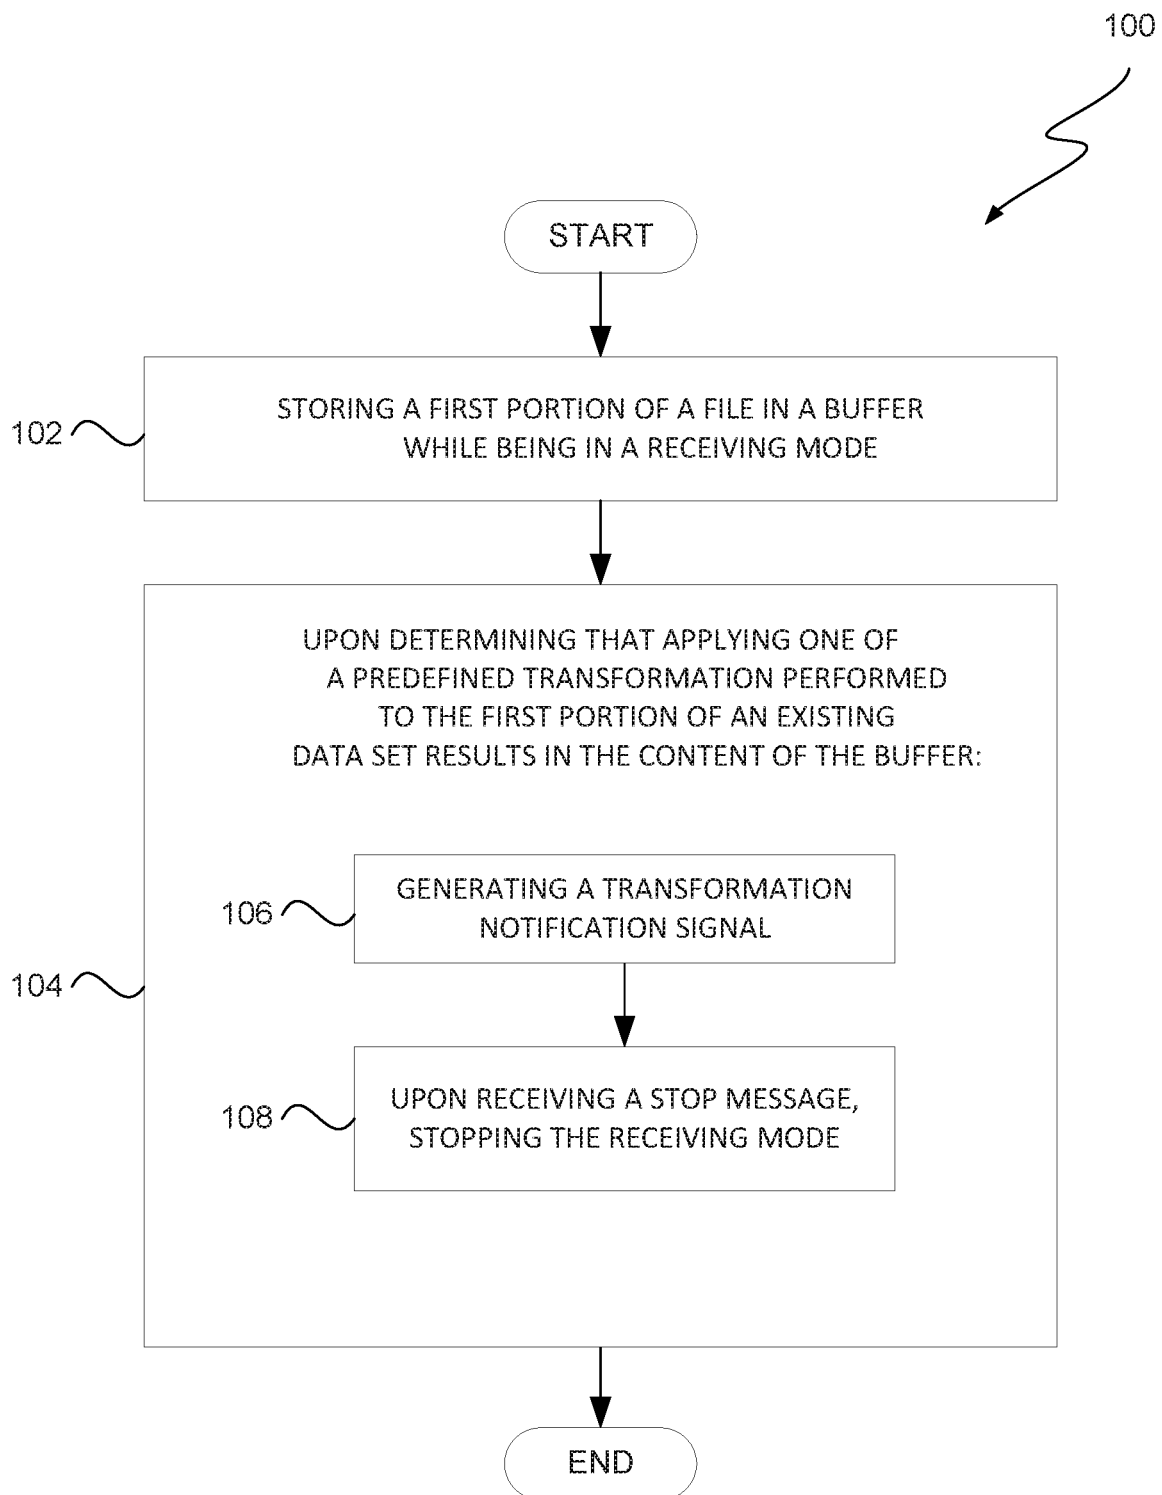 100
START
102
STORING A FIRST PORTION OF A FILE IN A BUFFER
WHILE BEING IN A RECEIVING MODE
UPON DETERMINING THAT APPLYING ONE OF
A PREDEFINED TRANSFORMATION PERFORMED
TO THE FIRST PORTION OF AN EXISTING
DATA SET RESULTS IN THE CONTENT OF THE BUFFER:
106
GENERATING A TRANSFORMATION
NOTIFICATION SIGNAL
104
108
UPON RECEIVING A STOP MESSAGE,
STOPPING THE RECEIVING MODE
END